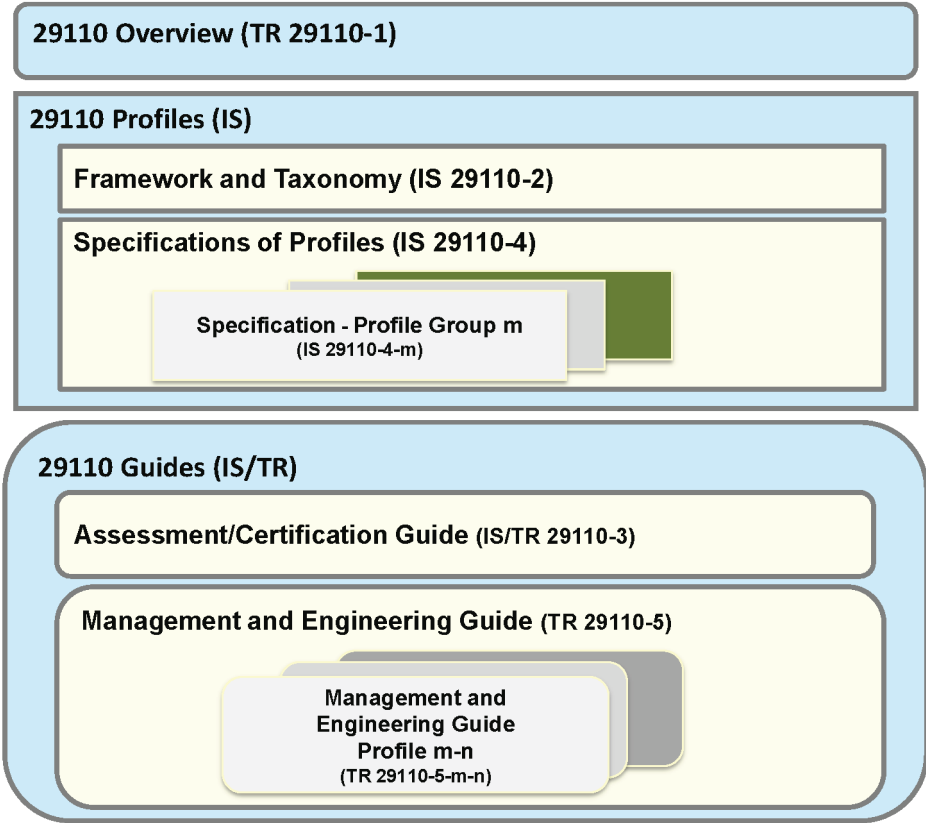 29110 Overview (TR 29110-1)
29110 Profiles (IS)
Framework and Taxonomy (IS 29110-2)
Specifications of Profiles (IS 29110-4)
Specification - Profile Group m
(IS 29110-4-m)
29110 Guides (IS/TR)
Assessment/Certification Guide (IS/TR 29110-3)
Management and Engineering Guide (TR 29110-5)
Management and
Engineering Guide
Profile m-n
(TR 29110-5-m-n)